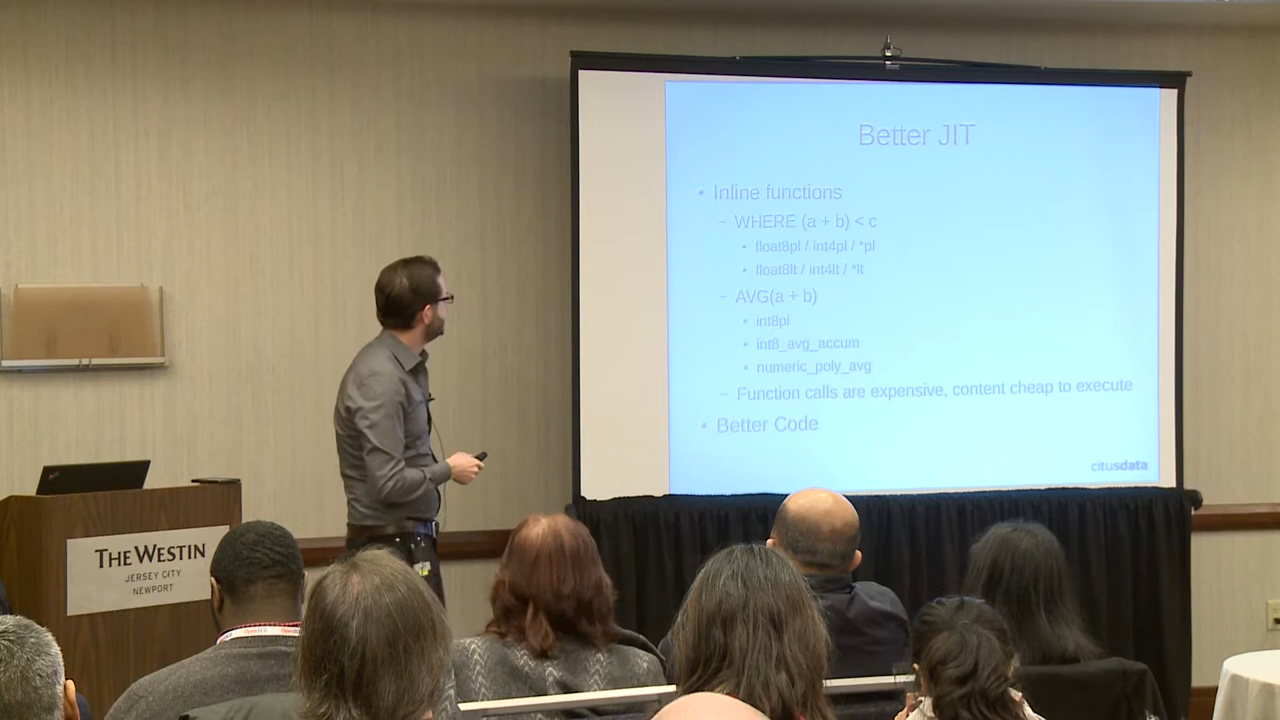 Better JIT
• Inline functions
– WHERE (a + b) < c
• float8pl / int4pl / *pl
• float8lt / int4lt / *lt
– AVG(a + b)
• int8pl
• int8_avg_accum
• numeric_poly_avg
– Function calls are expensive, content cheap to execute
• Better Code
citusdata
THE WESTIN
JERSEY CITY
NEWPORT